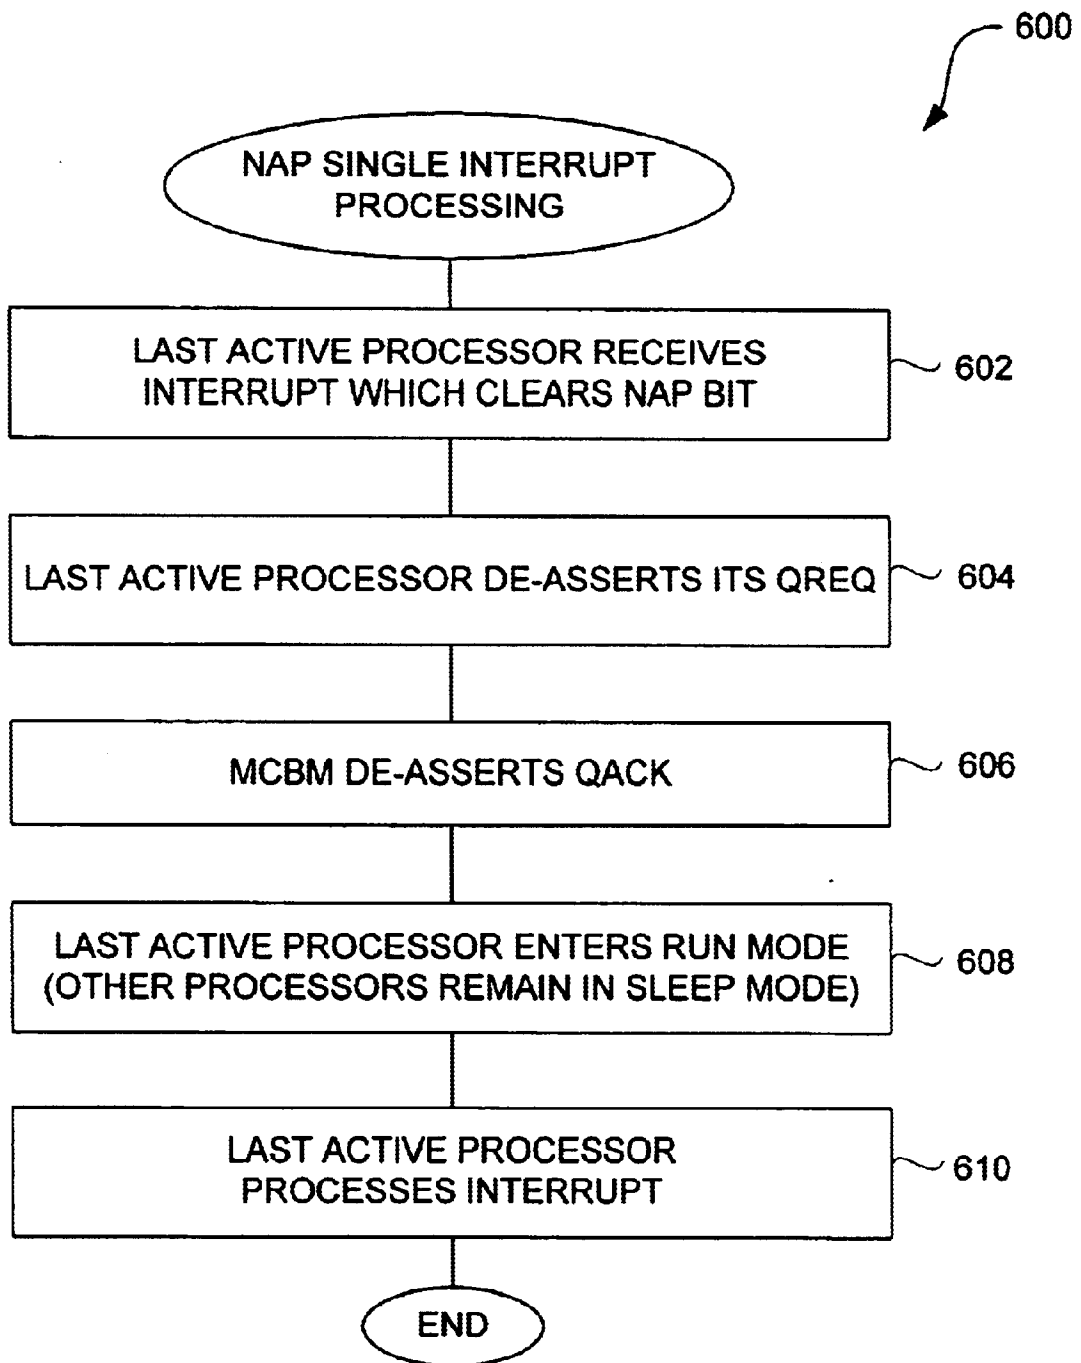 600
NAP SINGLE INTERRUPT
PROCESSING
LAST ACTIVE PROCESSOR RECEIVES
INTERRUPT WHICH CLEARS NAP BIT
602
LAST ACTIVE PROCESSOR DE-ASSERTS ITS QREQ
604
MCBM DE-ASSERTS QACK
606
LAST ACTIVE PROCESSOR ENTERS RUN MODE
(OTHER PROCESSORS REMAIN IN SLEEP MODE)
608
LAST ACTIVE PROCESSOR
PROCESSES INTERRUPT
610
END